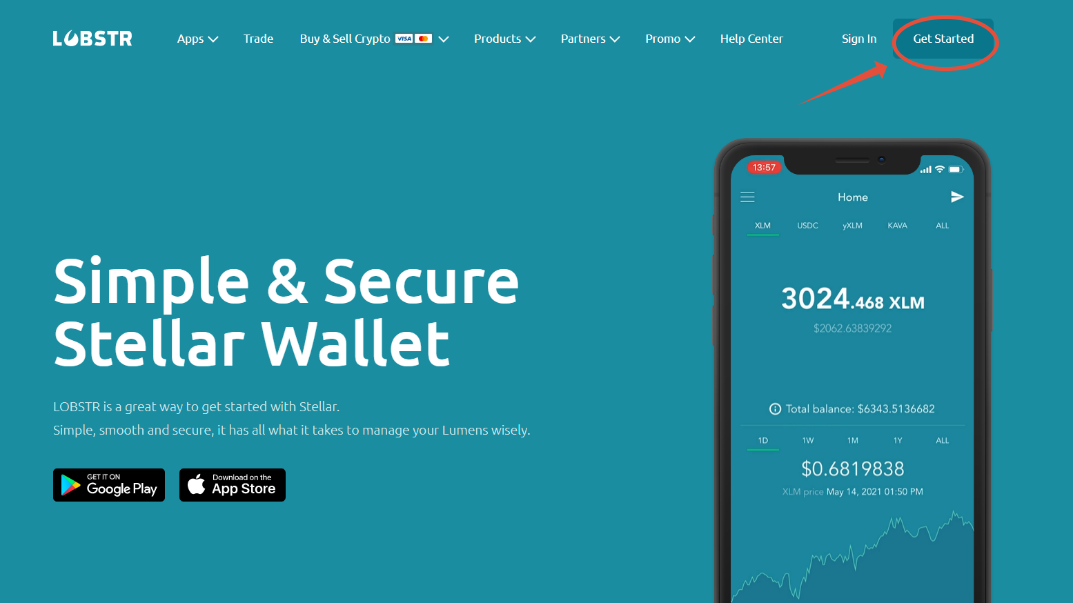 LOBSTR
Apps
Trade
Buy & Sell Crypto VISA
Products
Partners
Promo
Help Center
Sign In
Get Started
13:57
Home
XLM USDC yXLM KAVA ALL
3024.468 XLM
$2062.63839292
Total balance: $6343.5136682
1D 1W 1M 1Y ALL
$0.6819838
XLM price May 14, 2021 01:50 PM
Simple & Secure
Stellar Wallet
LOBSTR is a great way to get started with Stellar.
Simple, smooth and secure, it has all what it takes to manage your Lumens wisely.
GET IT ON
Google Play
Download on the
App Store